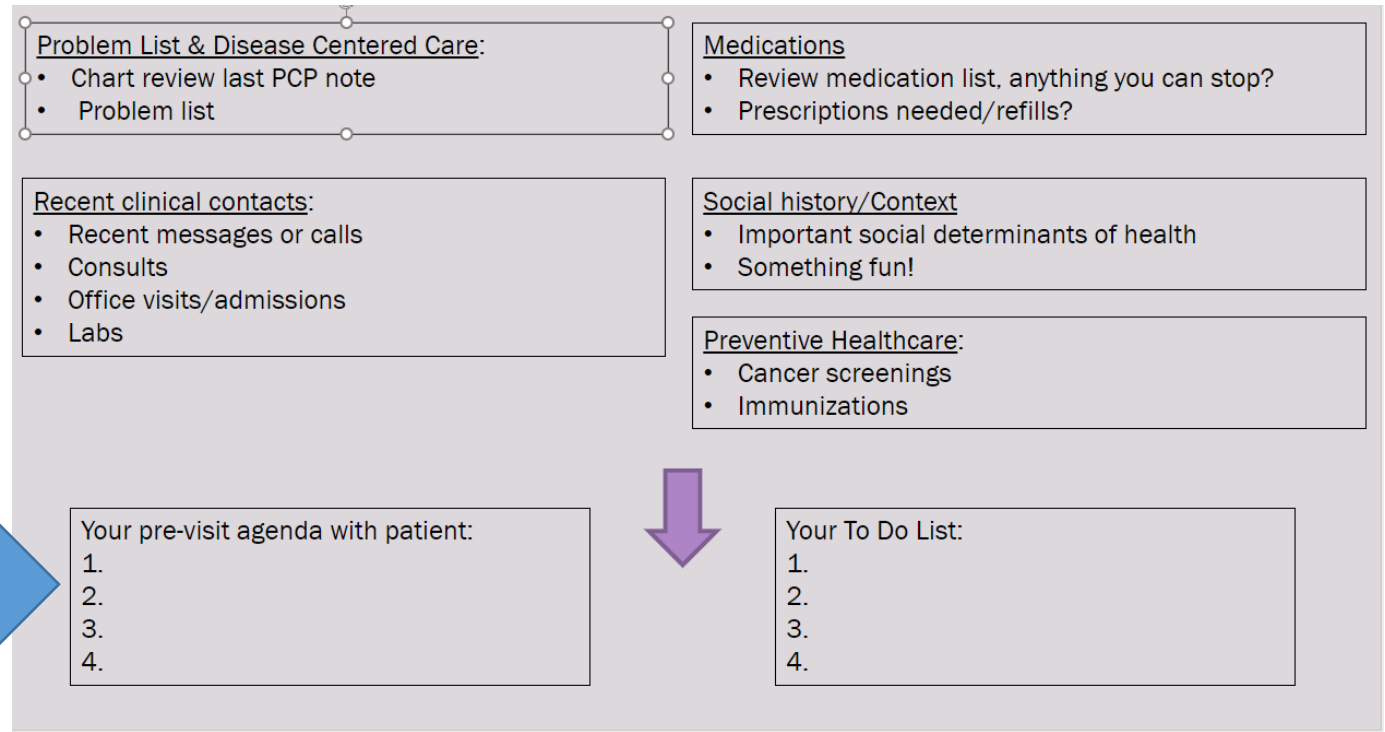 Problem List & Disease Centered Care:
• Chart review last PCP note
• Problem list
Medications
• Review medication list, anything you can stop?
• Prescriptions needed/refills?
Recent clinical contacts:
• Recent messages or calls
• Consults
• Office visits/admissions
• Labs
Social history/Context
• Important social determinants of health
• Something fun!
Preventive Healthcare:
• Cancer screenings
• Immunizations
Your pre-visit agenda with patient:
1.
2.
3.
4.
Your To Do List:
1.
2.
3.
4.